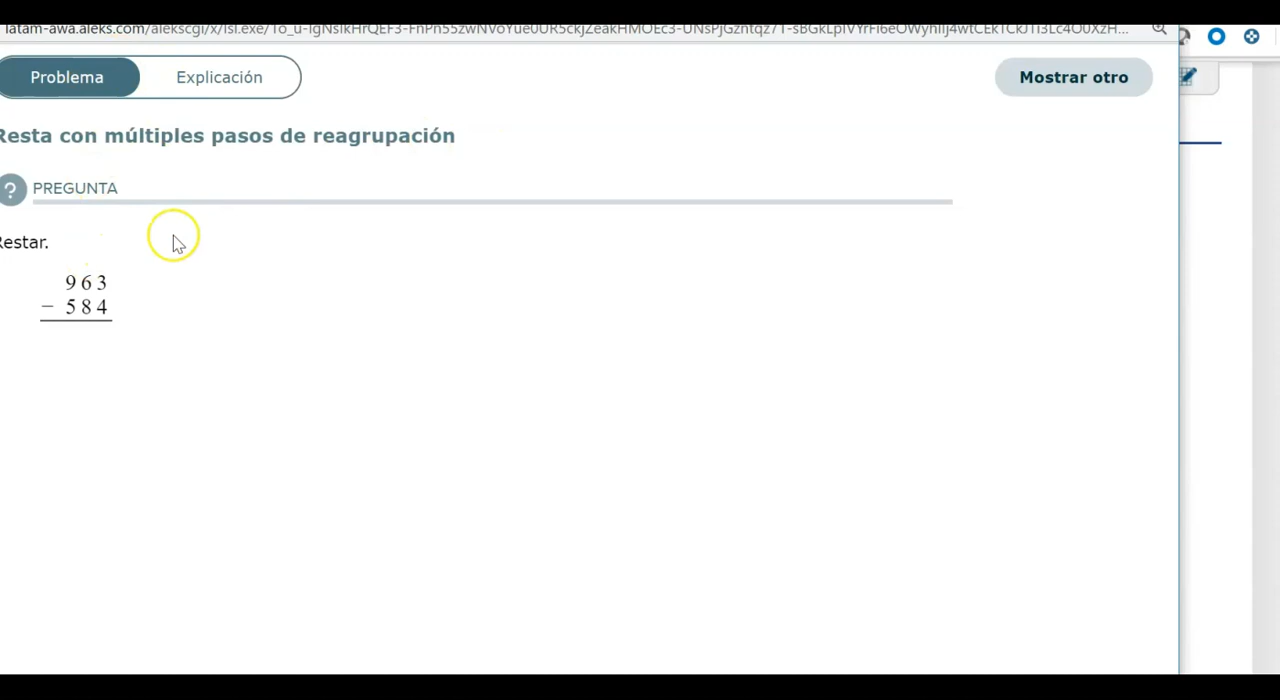 Problema
Explicación
Mostrar otro
Resta con múltiples pasos de reagrupación
? PREGUNTA
Restar.
963
− 584